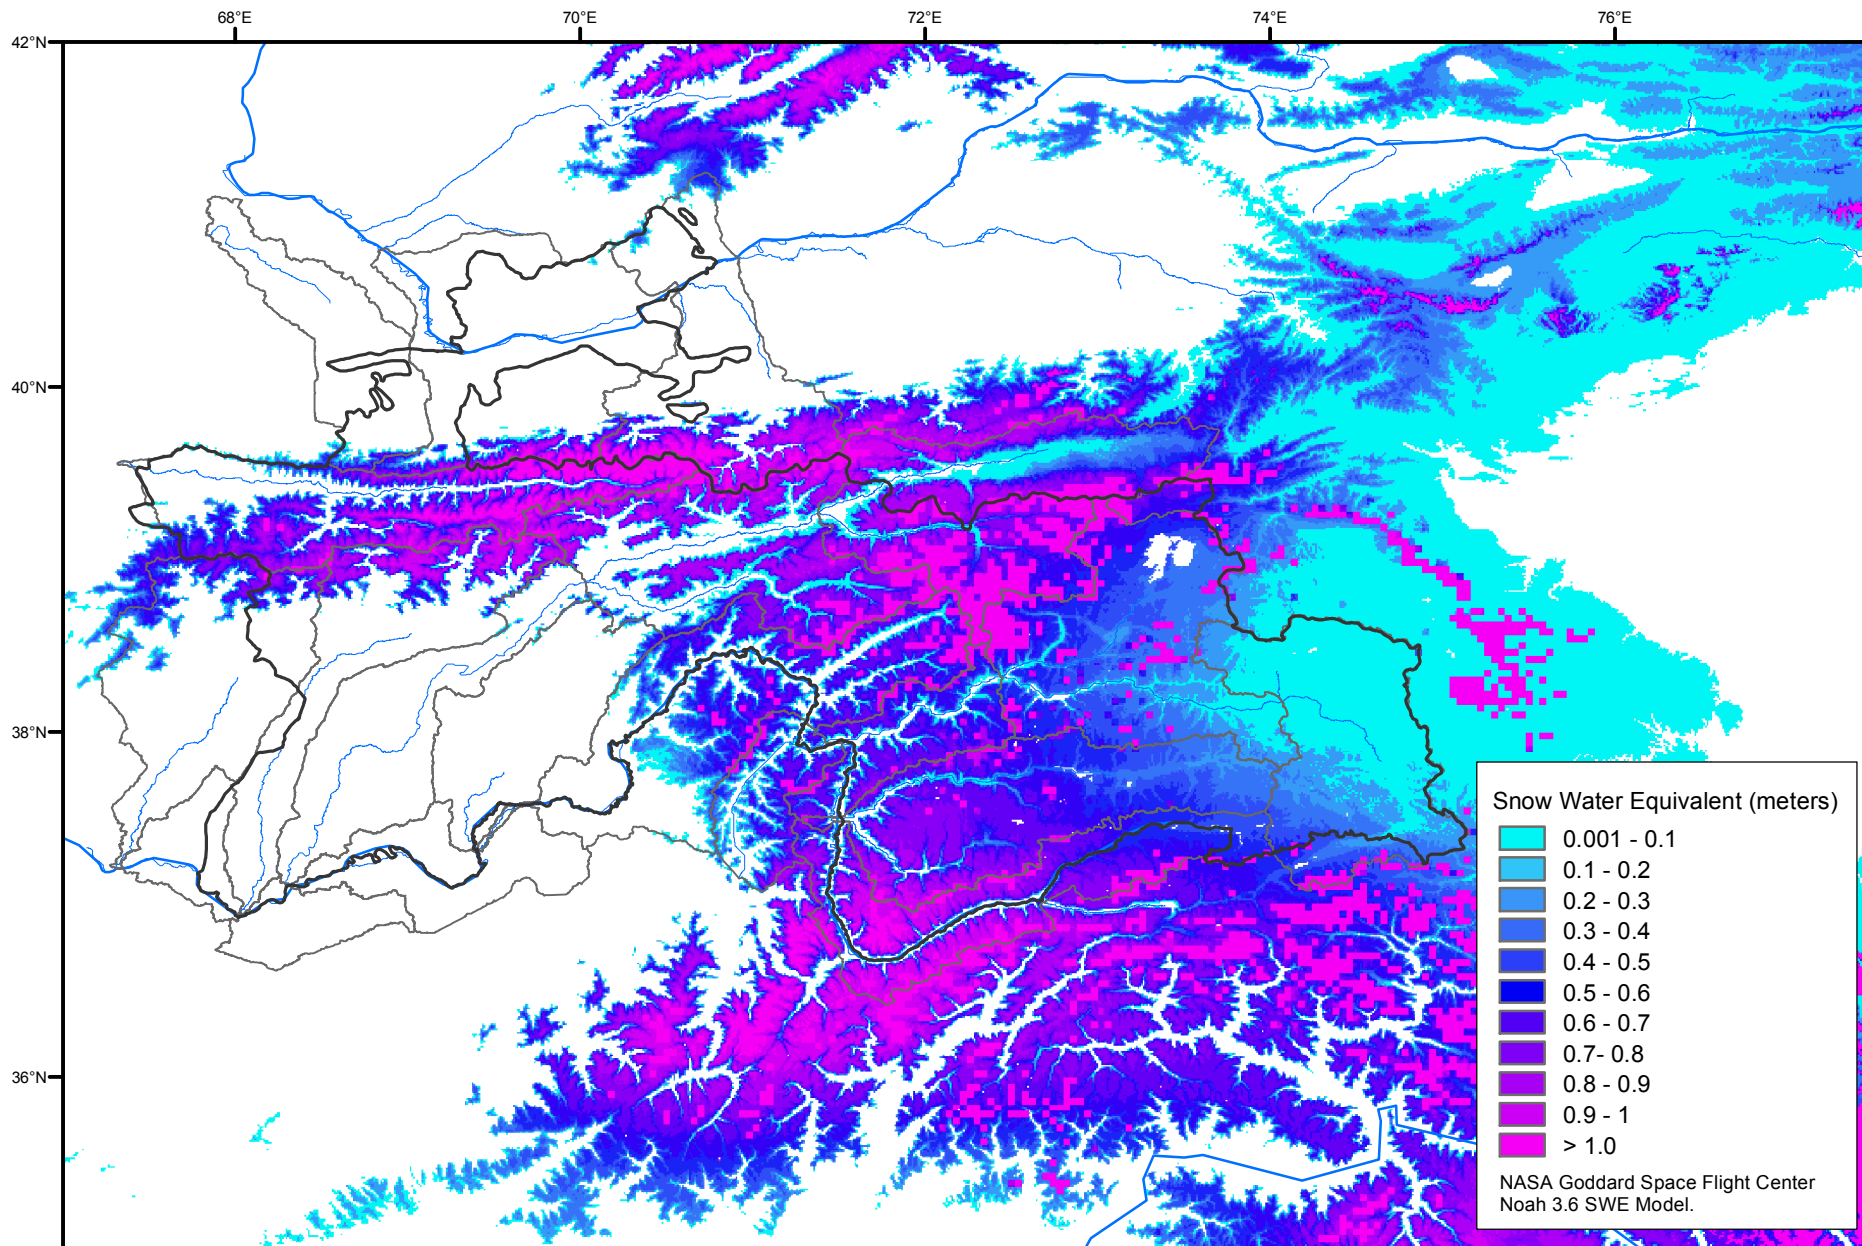 68°E
70°E
72°E
74°E
76°E
42°N
40°N
38°N
36°N
Snow Water Equivalent (meters)
0.001 - 0.1
0.1 - 0.2
0.2 - 0.3
0.3 - 0.4
0.4 - 0.5
0.5 - 0.6
0.6 - 0.7
0.7- 0.8
0.8 - 0.9
0.9 - 1
> 1.0
NASA Goddard Space Flight Center
Noah 3.6 SWE Model.